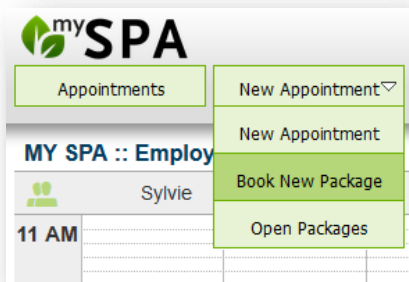 mySPA
Appointments
New Appointment
New Appointment
MY SPA :: Employ
Book New Package
Sylvie
Open Packages
11 AM